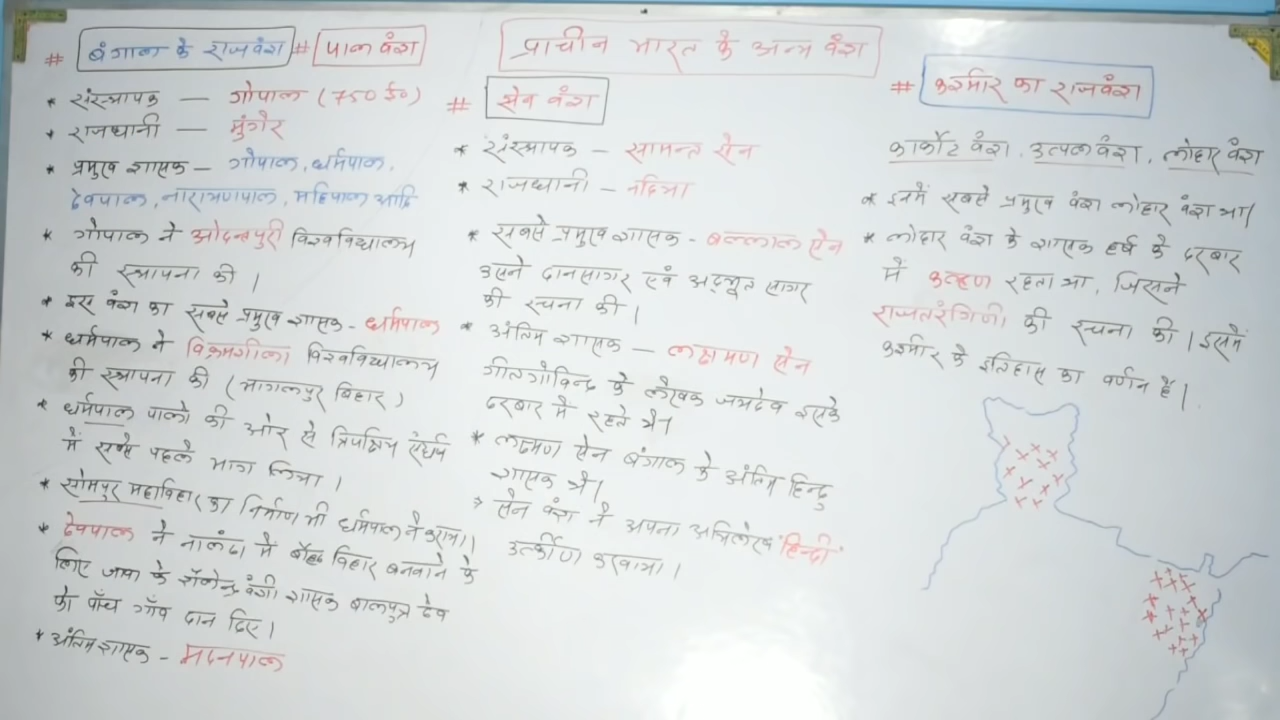 प्राचीन भारत के अन्य वंश
# बंगाल के राजवंश # पाल वंश
* संस्थापक — गोपाल (750 ई०)
* राजधानी — मुंगेर
* प्रमुख शासक — गोपाल, धर्मपाल,
देवपाल, नारायणपाल, महिपाल आदि
* गोपाल ने ओदन्तपुरी विश्वविद्यालय
की स्थापना की।
* इस वंश का सबसे प्रमुख शासक - धर्मपाल
* धर्मपाल ने विक्रमशीला विश्वविद्यालय
की स्थापना की (भागलपुर बिहार)
* धर्मपाल पालो की ओर से त्रिपक्षिय संघर्ष
में सबसे पहले भाग लिया।
* सोमपुर महाविहार का निर्माण भी धर्मपाल ने कराया।
* देवपाल ने नालंदा में बौद्ध विहार बनवाने के
लिए जावा के शैलेन्द्र वंशी शासक बालपुत्र देव
को पाँच गाँव दान दिए।
* अंतिम शासक - मदनपाल
# सेन वंश
* संस्थापक — सामन्त सेन
* राजधानी — नदिया
* सबसे प्रमुख शासक - बल्लाल सेन
उसने दानसागर एवं अद्भूत सागर
की रचना की।
* अंतिम शासक — लक्ष्मण सेन
गीतगोविन्द के लेखक जयदेव इसके
दरबार में रहते थे।
* लक्ष्मण सेन बंगाल के अंतिम हिन्दु
शासक थे।
* सेन वंश ने अपना अभिलेख हिन्दी
उत्कीर्ण करवाया।
# कश्मीर का राजवंश
कार्कोट वंश, उत्पल वंश, लोहार वंश
* इनमें सबसे प्रमुख वंश लोहार वंश था।
* लोहार वंश के शासक हर्ष के दरबार
में कल्हण रहता था, जिसने
राजतरंगिणी की रचना की। इसमें
कश्मीर के इतिहास का वर्णन हैं।